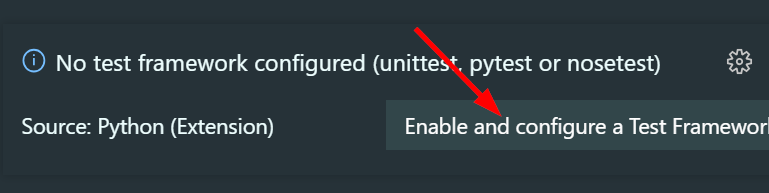 No test framework configured (unittest, pytest or nosetest)
Source: Python (Extension)
Enable and configure a Test Framework